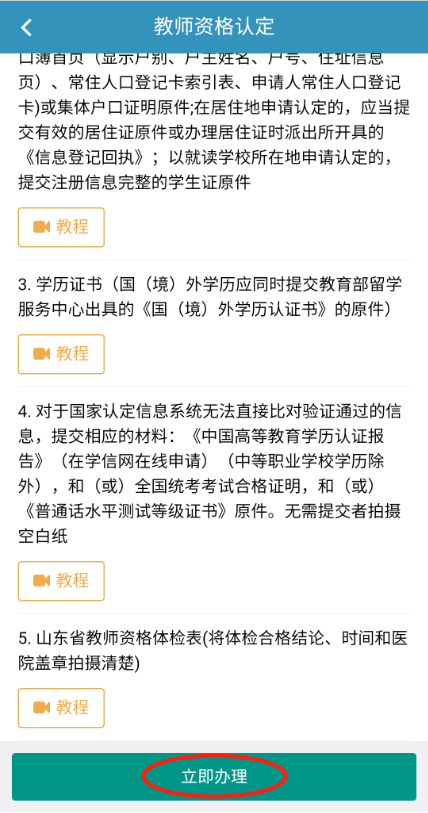 教师资格认定
口簿首页（显示户别、户主姓名、户号、住址信息
页）、常住人口登记卡索引表、申请人常住人口登记
卡)或集体户口证明原件;在居住地申请认定的，应当提
交有效的居住证原件或办理居住证时派出所开具的
《信息登记回执》；以就读学校所在地申请认定的，
提交注册信息完整的学生证原件
教程
3. 学历证书（国（境）外学历应同时提交教育部留学
服务中心出具的《国（境）外学历认证书》的原件）
教程
4. 对于国家认定信息系统无法直接比对验证通过的信
息，提交相应的材料：《中国高等教育学历认证报
告》（在学信网在线申请）（中等职业学校学历除
外），和（或）全国统考考试合格证明，和（或）
《普通话水平测试等级证书》原件。无需提交者拍摄
空白纸
教程
5. 山东省教师资格体检表(将体检合格结论、时间和医
院盖章拍摄清楚)
教程
立即办理